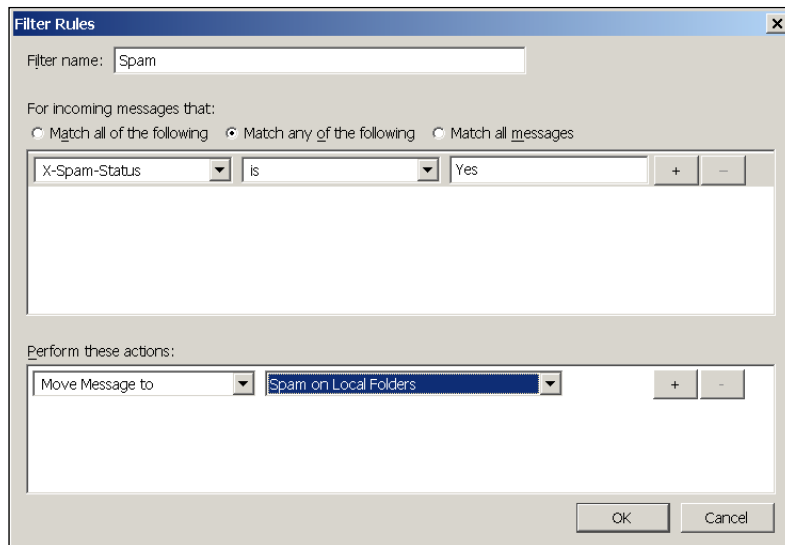 Filter Rules
Filter name: Spam
For incoming messages that:
Match all of the following Match any of the following Match all messages
X-Spam-Status is Yes + –
Perform these actions:
Move Message to Spam on Local Folders + -
OK Cancel